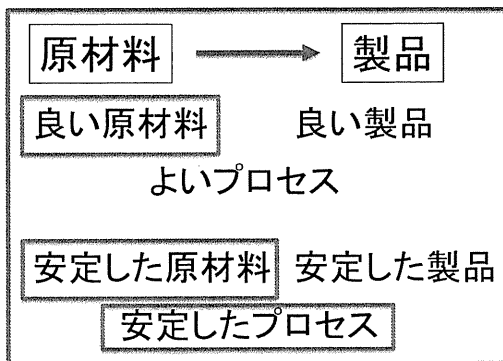 原材料 製品
良い原材料 良い製品
よいプロセス
安定した原材料 安定した製品
安定したプロセス